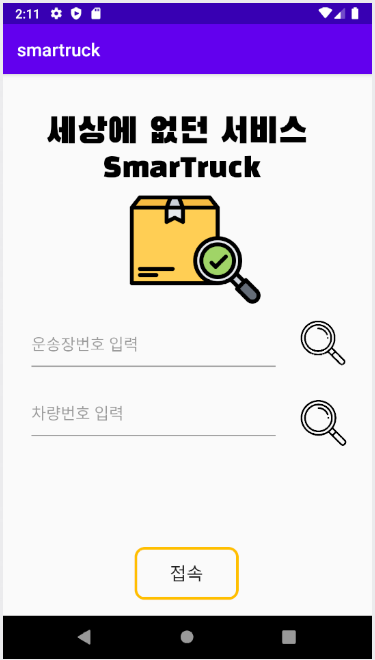 2:11
smartruck
세상에 없던 서비스
SmarTruck
운송장번호 입력
차량번호 입력
접속